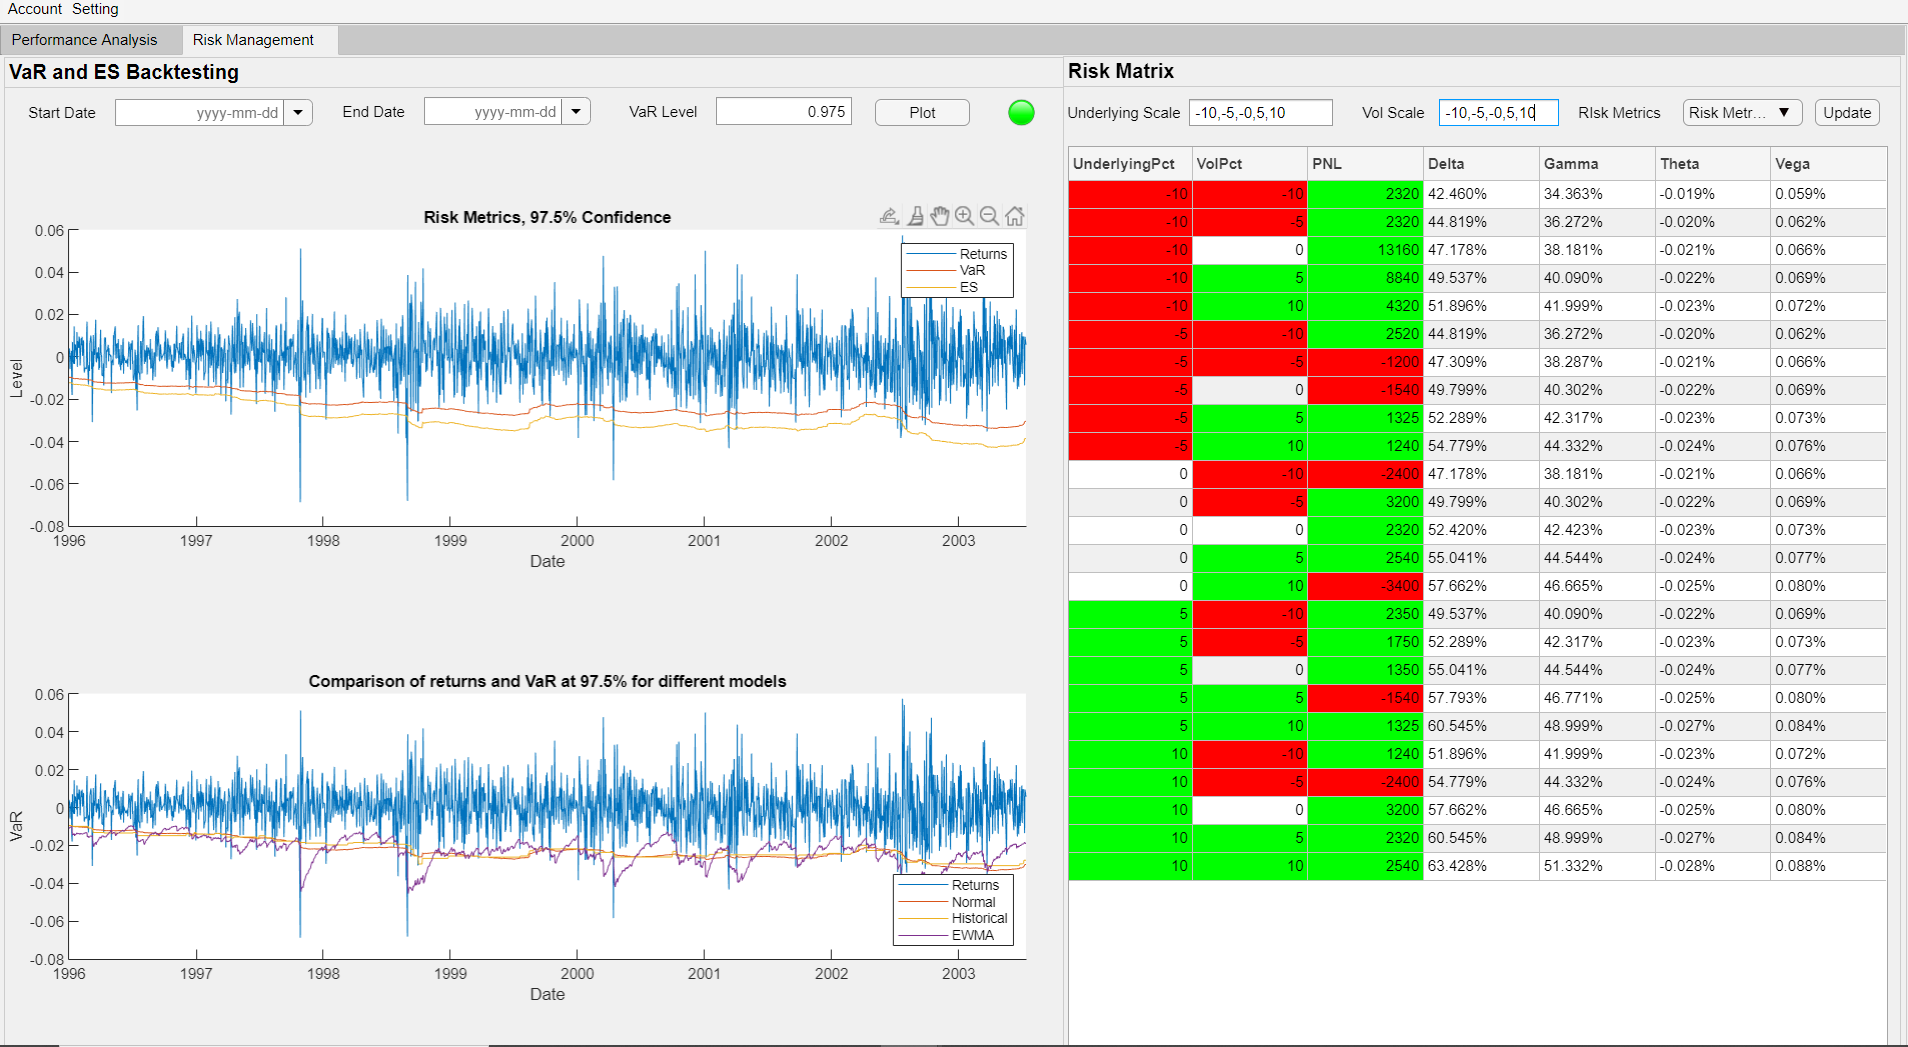 Account Setting
Performance Analysis Risk Management
VaR and ES Backtesting
Start Date yyyy-mm-dd End Date yyyy-mm-dd VaR Level 0.975 Plot
Risk Metrics, 97.5% Confidence
0.06
0.04
0.02
0
-0.02
-0.04
-0.06
-0.08
Level
Returns
VaR
ES
1996 1997 1998 1999 2000 2001 2002 2003
Date
Comparison of returns and VaR at 97.5% for different models
0.06
0.04
0.02
0
-0.02
-0.04
-0.06
-0.08
VaR
Returns
Normal
Historical
EWMA
1996 1997 1998 1999 2000 2001 2002 2003
Date
Risk Matrix
Underlying Scale -10,-5,-0,5,10 Vol Scale -10,-5,-0,5,10 RIsk Metrics Risk Metr... Update
UnderlyingPct VolPct PNL Delta Gamma Theta Vega
-10 -10 2320 42.460% 34.363% -0.019% 0.059%
-10 -5 2320 44.819% 36.272% -0.020% 0.062%
-10 0 13160 47.178% 38.181% -0.021% 0.066%
-10 5 8840 49.537% 40.090% -0.022% 0.069%
-10 10 4320 51.896% 41.999% -0.023% 0.072%
-5 -10 2520 44.819% 36.272% -0.020% 0.062%
-5 -5 -1200 47.309% 38.287% -0.021% 0.066%
-5 0 -1540 49.799% 40.302% -0.022% 0.069%
-5 5 1325 52.289% 42.317% -0.023% 0.073%
-5 10 1240 54.779% 44.332% -0.024% 0.076%
0 -10 -2400 47.178% 38.181% -0.021% 0.066%
0 -5 3200 49.799% 40.302% -0.022% 0.069%
0 0 2320 52.420% 42.423% -0.023% 0.073%
0 5 2540 55.041% 44.544% -0.024% 0.077%
0 10 -3400 57.662% 46.665% -0.025% 0.080%
5 -10 2350 49.537% 40.090% -0.022% 0.069%
5 -5 1750 52.289% 42.317% -0.023% 0.073%
5 0 1350 55.041% 44.544% -0.024% 0.077%
5 5 -1540 57.793% 46.771% -0.025% 0.080%
5 10 1325 60.545% 48.999% -0.027% 0.084%
10 -10 1240 51.896% 41.999% -0.023% 0.072%
10 -5 -2400 54.779% 44.332% -0.024% 0.076%
10 0 3200 57.662% 46.665% -0.025% 0.080%
10 5 2320 60.545% 48.999% -0.027% 0.084%
10 10 2540 63.428% 51.332% -0.028% 0.088%